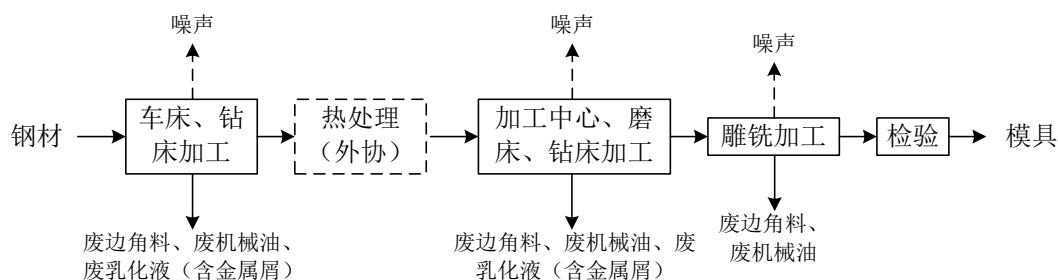 噪声
噪声
噪声
钢材
车床、钻
床加工
热处理
（外协）
加工中心、磨
床、钻床加工
雕铣加工
检验
模具
废边角料、废机械油、
废乳化液（含金属屑）
废边角料、废机械油、废
乳化液（含金属屑）
废边角料、
废机械油